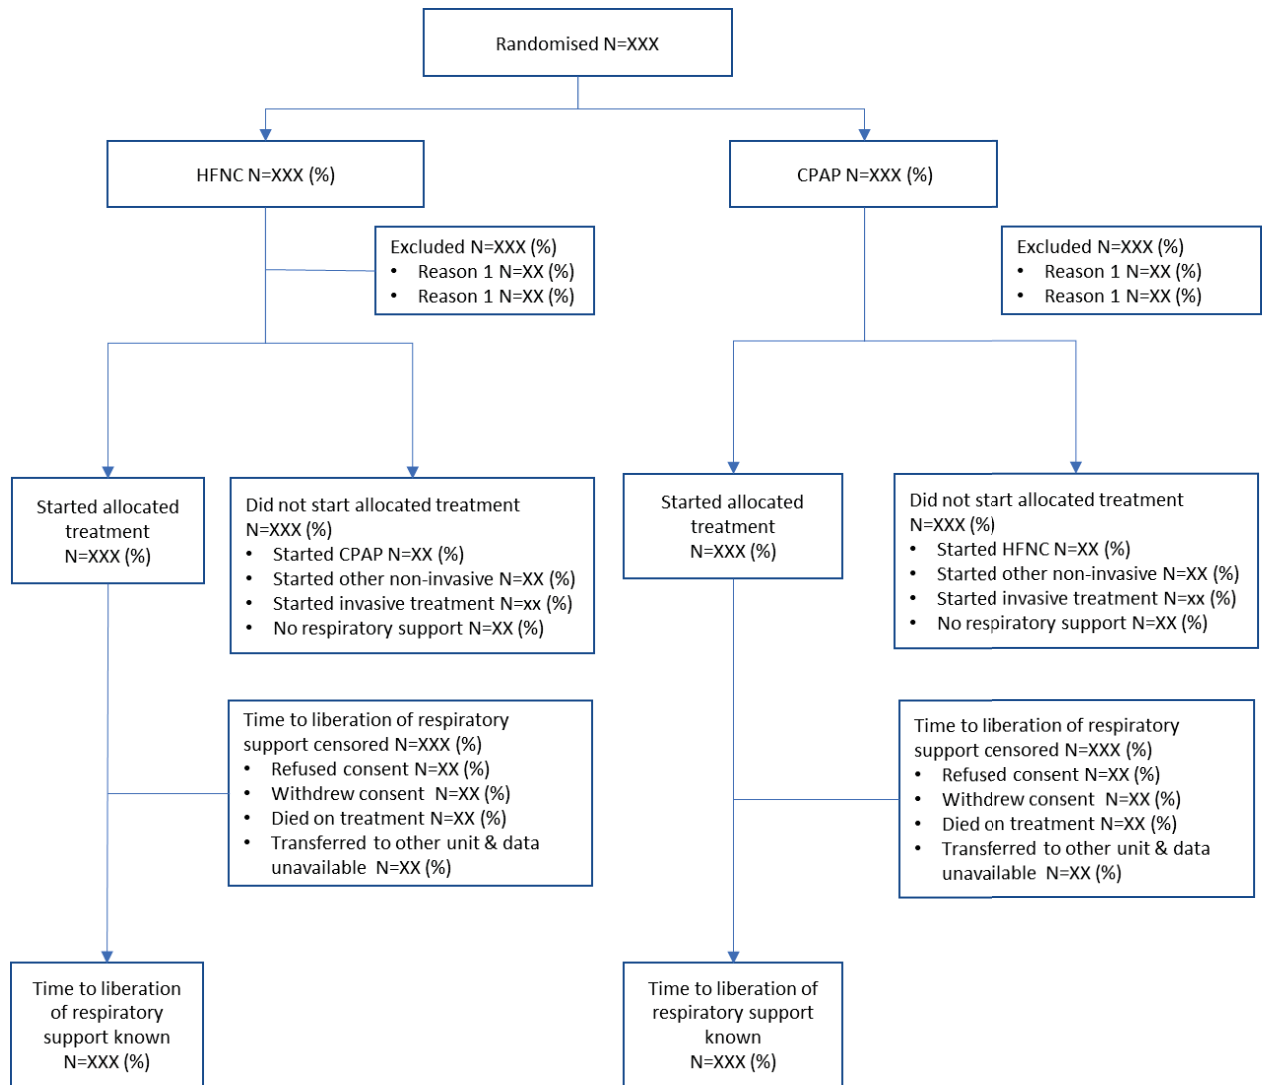 Randomised N=XXX
HFNC N=XXX (%)
CPAP N=XXX (%)
Excluded N=XXX (%)
• Reason 1 N=XX (%)
• Reason 1 N=XX (%)
Excluded N=XXX (%)
• Reason 1 N=XX (%)
• Reason 1 N=XX (%)
Started allocated
treatment
N=XXX (%)
Did not start allocated treatment
N=XXX (%)
• Started CPAP N=XX (%)
• Started other non-invasive N=XX (%)
• Started invasive treatment N=xx (%)
• No respiratory support N=XX (%)
Started allocated
treatment
N=XXX (%)
Did not start allocated treatment
N=XXX (%)
• Started HFNC N=XX (%)
• Started other non-invasive N=XX (%)
• Started invasive treatment N=xx (%)
• No respiratory support N=XX (%)
Time to liberation of respiratory
support censored N=XXX (%)
• Refused consent N=XX (%)
• Withdrew consent N=XX (%)
• Died on treatment N=XX (%)
• Transferred to other unit & data
unavailable N=XX (%)
Time to liberation of respiratory
support censored N=XXX (%)
• Refused consent N=XX (%)
• Withdrew consent N=XX (%)
• Died on treatment N=XX (%)
• Transferred to other unit & data
unavailable N=XX (%)
Time to liberation
of respiratory
support known
N=XXX (%)
Time to liberation of
respiratory support
known
N=XXX (%)